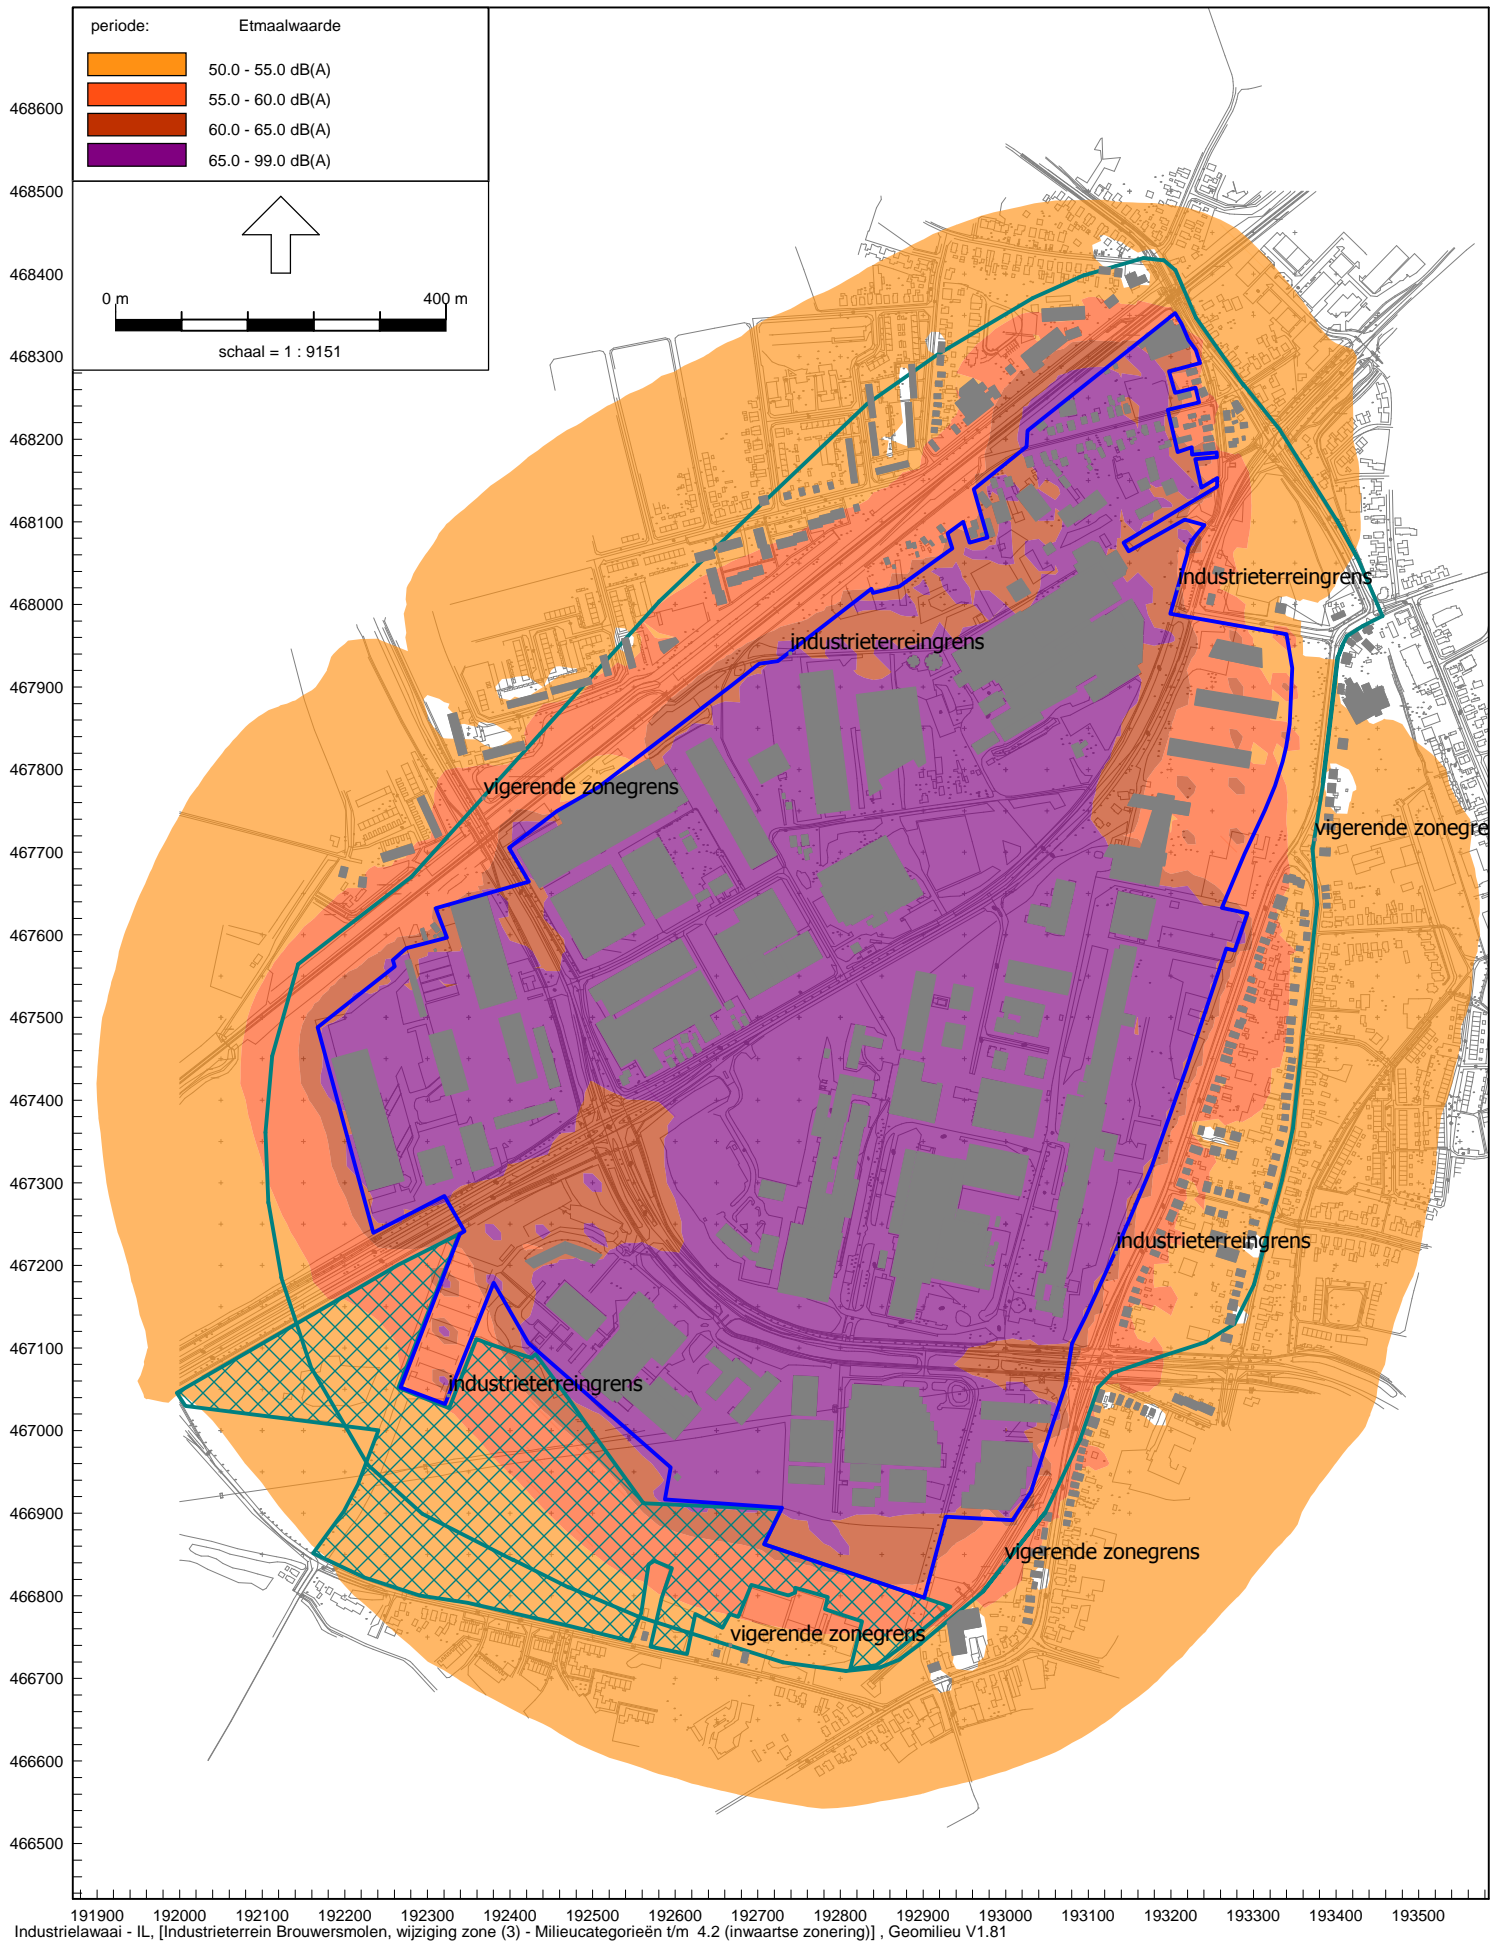 periode: Etmaalwaarde
50.0 - 55.0 dB(A)
55.0 - 60.0 dB(A)
60.0 - 65.0 dB(A)
65.0 - 99.0 dB(A)
0 m 400 m
schaal = 1 : 9151
468600
468500
468400
468300
468200
468100
468000
467900
467800
467700
467600
467500
467400
467300
467200
467100
467000
466900
466800
466700
466600
466500
industrieterreingrens
industrieterreingrens
vigerende zonegrens
vigerende zonegre
industrieterreingrens
industrieterreingrens
vigerende zonegrens
vigerende zonegrens
191900 192000 192100 192200 192300 192400 192500 192600 192700 192800 192900 193000 193100 193200 193300 193400 193500
Industrielawaai - IL, [Industrieterrein Brouwersmolen, wijziging zone (3) - Milieucategorieën t/m 4.2 (inwaartse zonering)] , Geomilieu V1.81